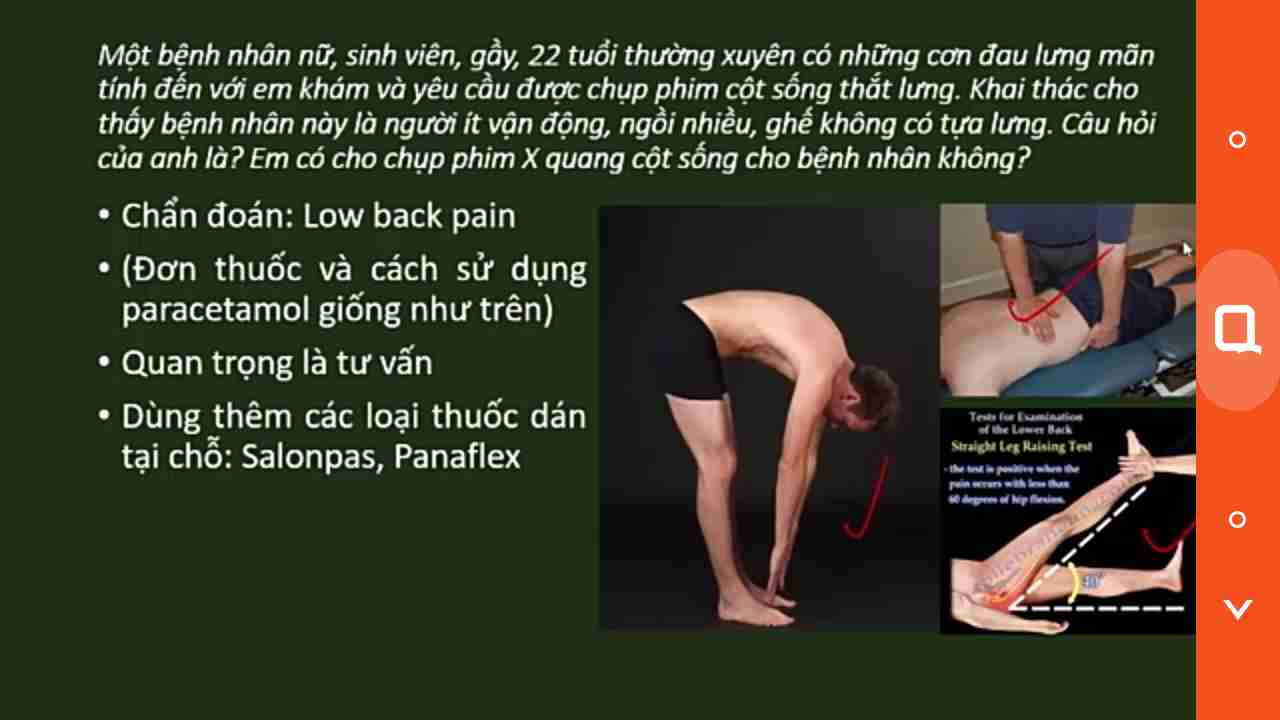 Một bệnh nhân nữ, sinh viên, gầy, 22 tuổi thường xuyên có những cơn đau lưng mãn
tính đến với em khám và yêu cầu được chụp phim cột sống thắt lưng. Khai thác cho
thấy bệnh nhân này là người ít vận động, ngồi nhiều, ghế không có tựa lưng. Câu hỏi
của anh là? Em có cho chụp phim X quang cột sống cho bệnh nhân không?
• Chẩn đoán: Low back pain
• (Đơn thuốc và cách sử dụng
paracetamol giống như trên)
• Quan trọng là tư vấn
• Dùng thêm các loại thuốc dán
tại chỗ: Salonpas, Panaflex
Tests for Examination
of the Lower Back
Straight Leg Raising Test
- the test is positive when the
pain occurs with less than
60 degrees of hip flexion.